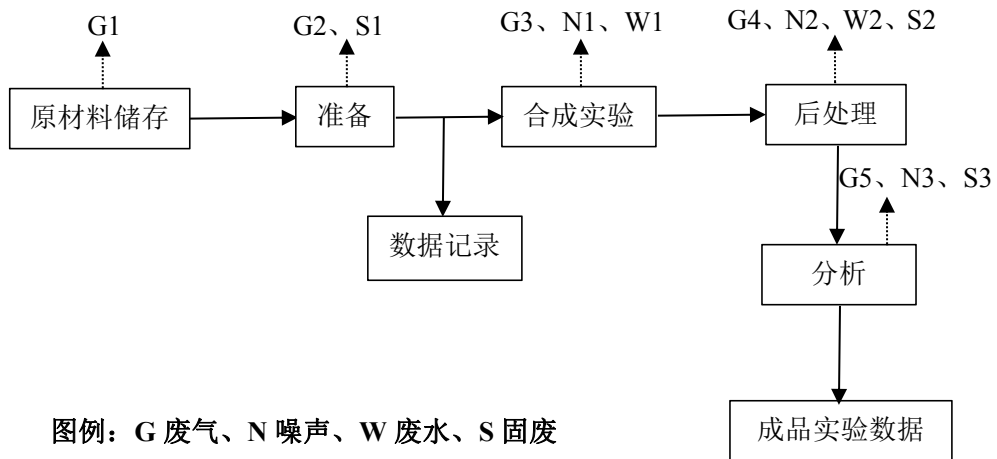 G1
G2、S1
G3、N1、W1
G4、N2、W2、S2
原材料储存
准备
合成实验
后处理
G5、N3、S3
数据记录
分析
成品实验数据
图例：G 废气、N 噪声、W 废水、S 固废